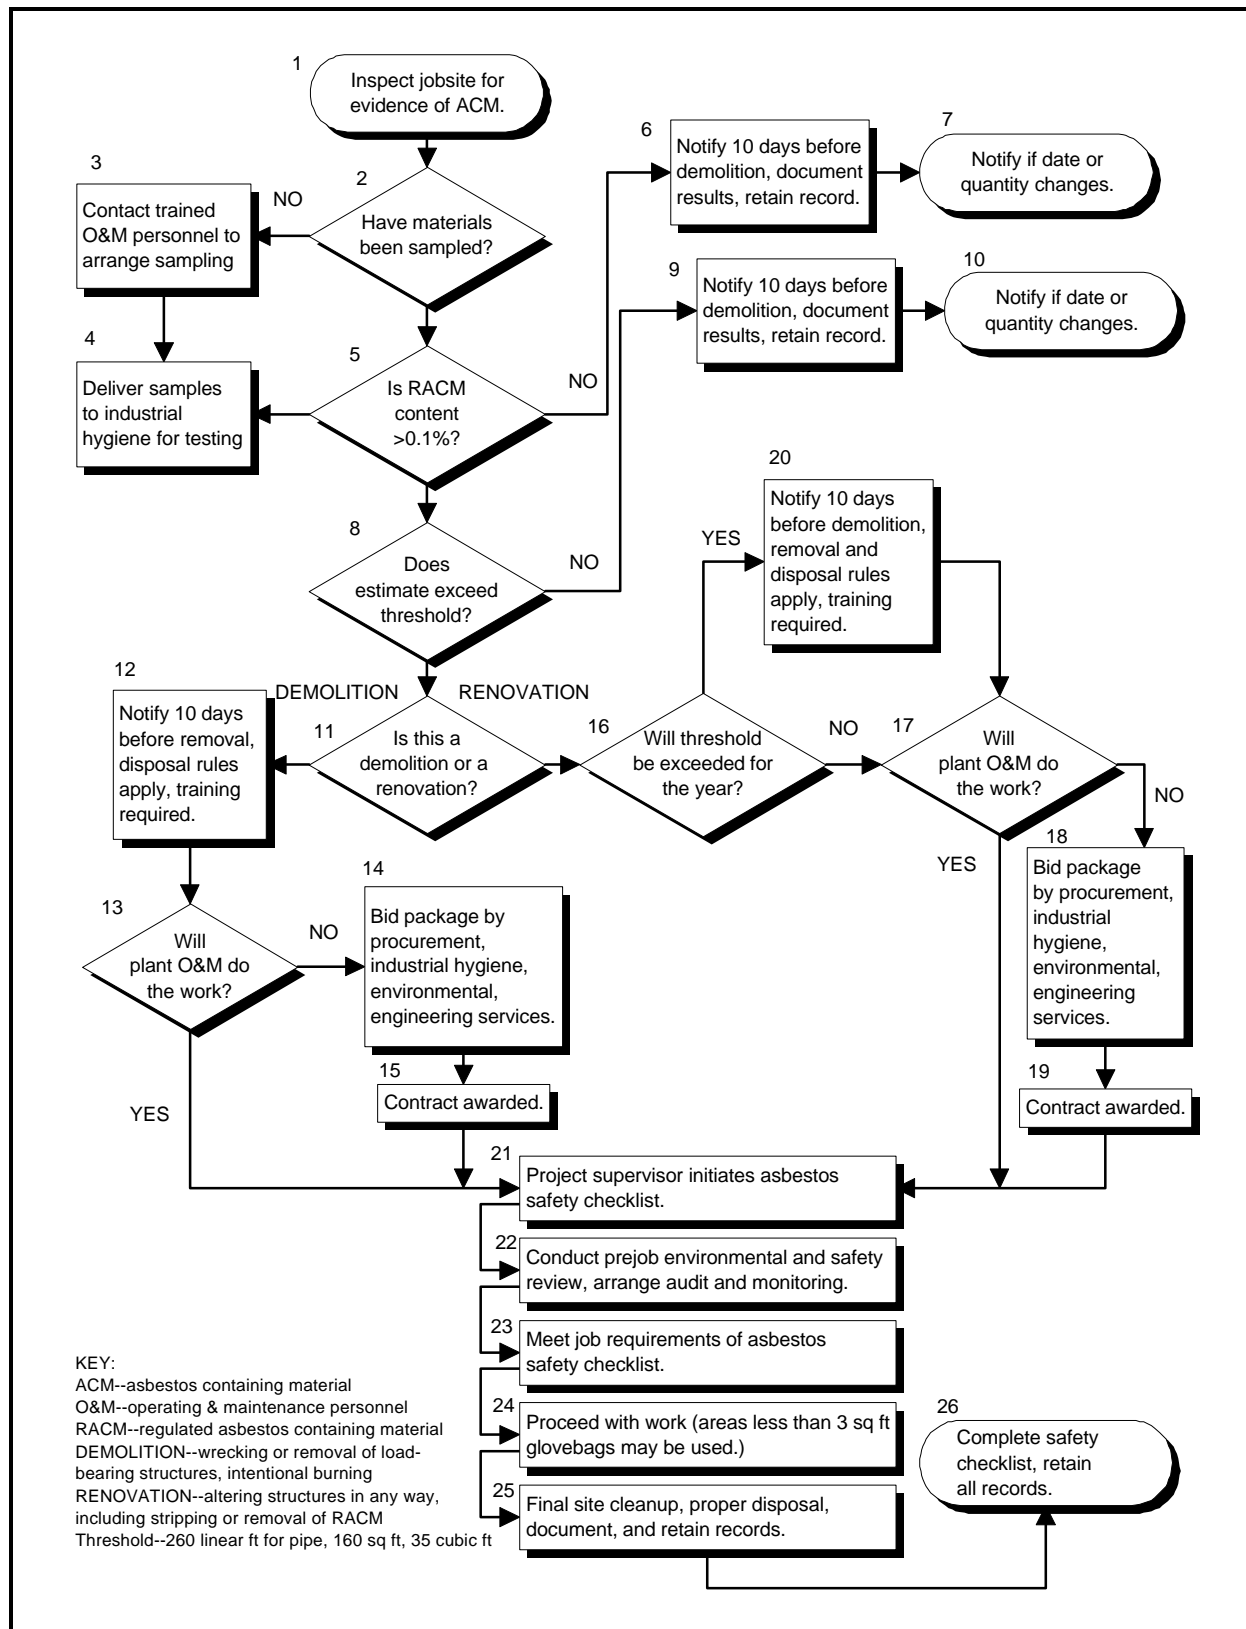 1
Inspect jobsite for
evidence of ACM.
2
Have materials
been sampled?
NO
3
Contact trained
O&M personnel to
arrange sampling
4
Deliver samples
to industrial
hygiene for testing
5
Is RACM
content
>0.1%?
NO
6
Notify 10 days before
demolition, document
results, retain record.
7
Notify if date or
quantity changes.
8
Does
estimate exceed
threshold?
NO
9
Notify 10 days before
demolition, document
results, retain record.
10
Notify if date or
quantity changes.
DEMOLITION
RENOVATION
11
Is this a
demolition or a
renovation?
12
Notify 10 days
before removal,
disposal rules
apply, training
required.
13
Will
plant O&M do
the work?
NO
YES
14
Bid package by
procurement,
industrial hygiene,
environmental,
engineering services.
15
Contract awarded.
16
Will threshold
be exceeded for
the year?
YES
NO
17
Will
plant O&M do
the work?
NO
YES
18
Bid package
by procurement,
industrial
hygiene,
environmental,
engineering
services.
19
Contract awarded.
20
Notify 10 days
before demolition,
removal and
disposal rules
apply, training
required.
21
Project supervisor initiates asbestos
safety checklist.
22
Conduct prejob environmental and safety
review, arrange audit and monitoring.
23
Meet job requirements of asbestos
safety checklist.
24
Proceed with work (areas less than 3 sq ft
glovebags may be used.)
25
Final site cleanup, proper disposal,
document, and retain records.
26
Complete safety
checklist, retain
all records.
KEY:
ACM--asbestos containing material
O&M--operating & maintenance personnel
RACM--regulated asbestos containing material
DEMOLITION--wrecking or removal of load-
bearing structures, intentional burning
RENOVATION--altering structures in any way,
including stripping or removal of RACM
Threshold--260 linear ft for pipe, 160 sq ft, 35 cubic ft